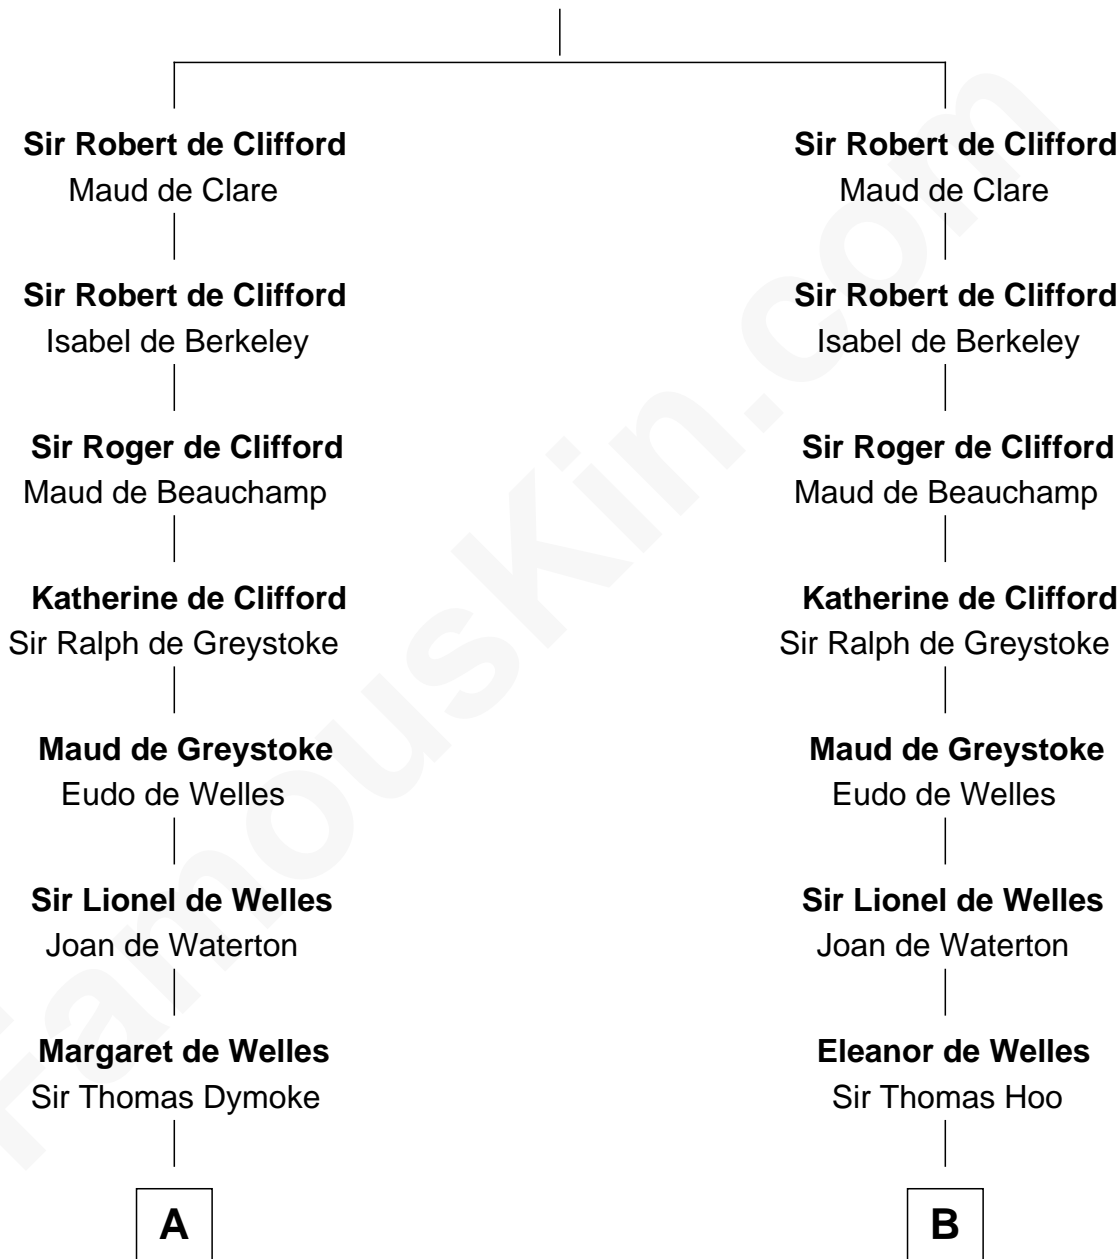 Sir Robert de Clifford
Maud de Clare
Sir Robert de Clifford
Isabel de Berkeley
Sir Roger de Clifford
Maud de Beauchamp
Katherine de Clifford
Sir Ralph de Greystoke
Maud de Greystoke
Eudo de Welles
Sir Lionel de Welles
Joan de Waterton
Margaret de Welles
Sir Thomas Dymoke
A
Sir Robert de Clifford
Maud de Clare
Sir Robert de Clifford
Isabel de Berkeley
Sir Roger de Clifford
Maud de Beauchamp
Katherine de Clifford
Sir Ralph de Greystoke
Maud de Greystoke
Eudo de Welles
Sir Lionel de Welles
Joan de Waterton
Eleanor de Welles
Sir Thomas Hoo
B
FamousKin.com